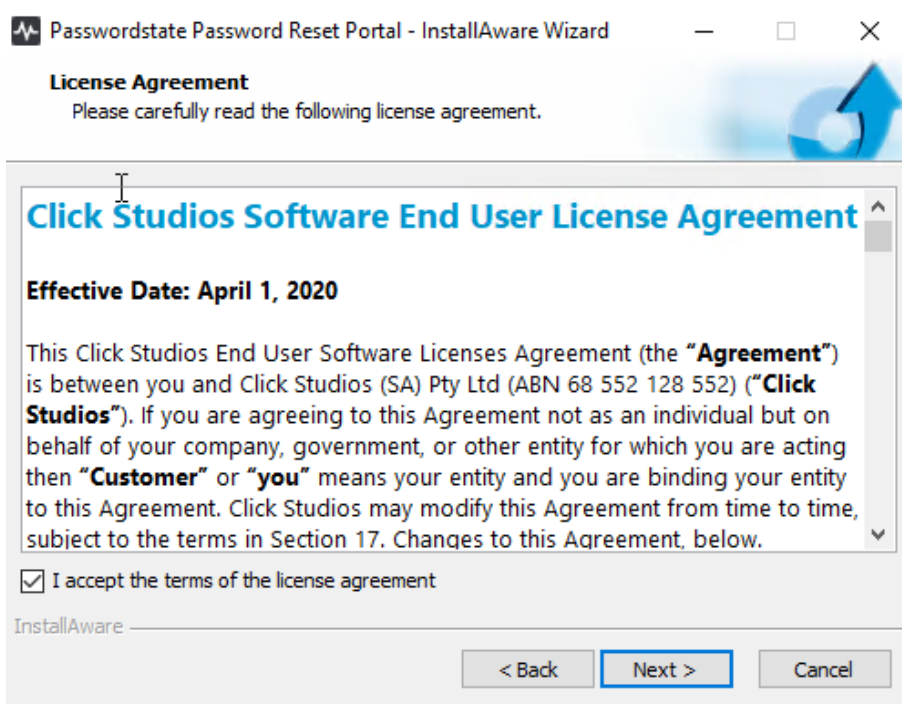 Passwordstate Password Reset Portal - InstallAware Wizard
License Agreement
Please carefully read the following license agreement.
Click Studios Software End User License Agreement
Effective Date: April 1, 2020
This Click Studios End User Software Licenses Agreement (the “Agreement”)
is between you and Click Studios (SA) Pty Ltd (ABN 68 552 128 552) (“Click
Studios”). If you are agreeing to this Agreement not as an individual but on
behalf of your company, government, or other entity for which you are acting
then “Customer” or “you” means your entity and you are binding your entity
to this Agreement. Click Studios may modify this Agreement from time to time,
subject to the terms in Section 17. Changes to this Agreement, below.
I accept the terms of the license agreement
InstallAware
< Back
Next >
Cancel